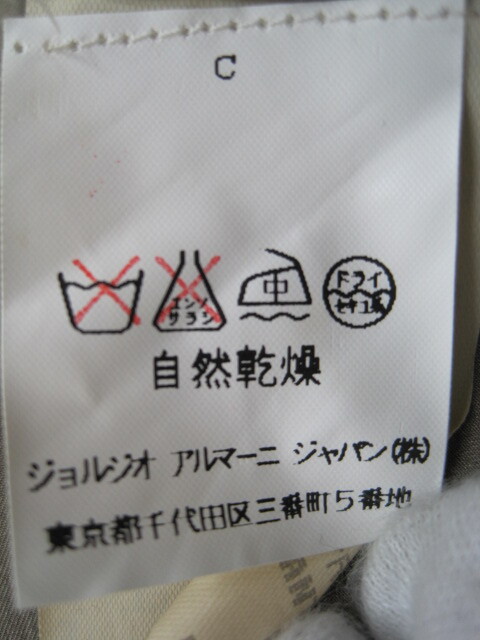 C
エンソ
サラシ
中
ドライ
セキユ系
自然乾燥
ジョルジオ アルマーニ ジャパン(株)
東京都千代田区三番町5番地